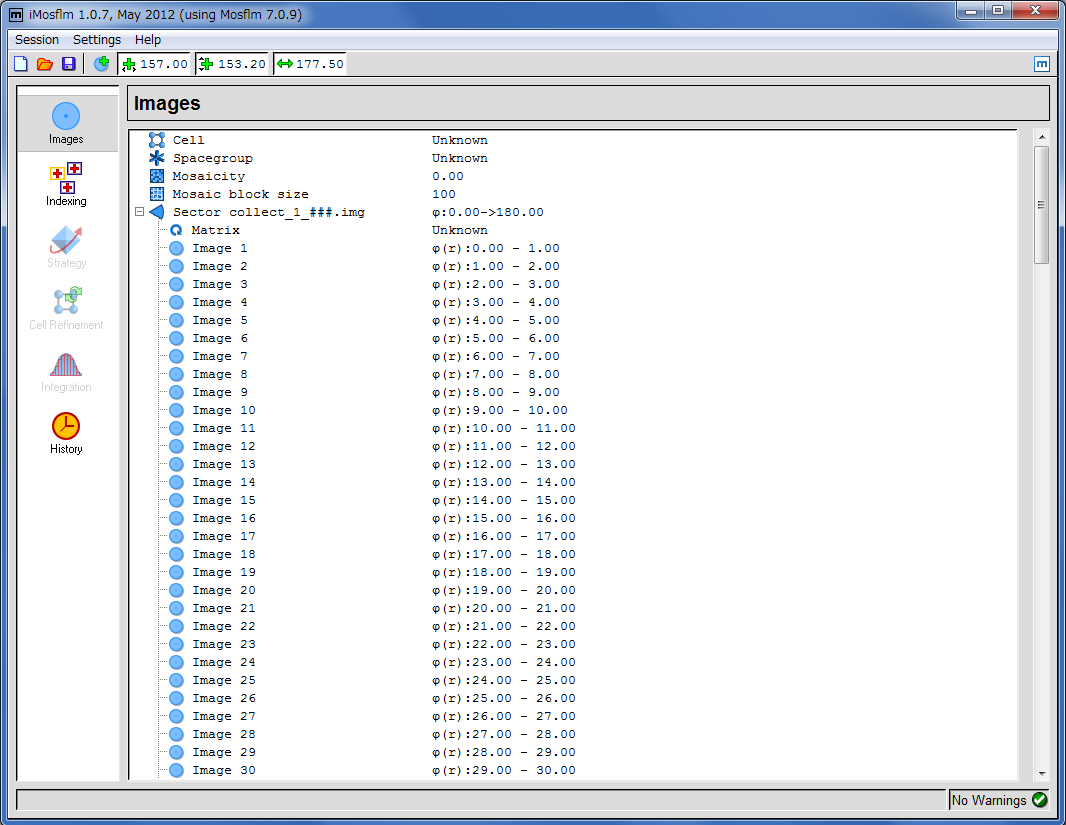 iMosflm 1.0.7, May 2012 (using Mosflm 7.0.9)
Session Settings Help
157.00 153.20 177.50
Images
Indexing
Strategy
Cell Refinement
Integration
History
Images
Cell Unknown
Spacegroup Unknown
Mosaicity 0.00
Mosaic block size 100
Sector collect_1_###.img φ:0.00->180.00
Matrix Unknown
Image 1 φ(r):0.00 - 1.00
Image 2 φ(r):1.00 - 2.00
Image 3 φ(r):2.00 - 3.00
Image 4 φ(r):3.00 - 4.00
Image 5 φ(r):4.00 - 5.00
Image 6 φ(r):5.00 - 6.00
Image 7 φ(r):6.00 - 7.00
Image 8 φ(r):7.00 - 8.00
Image 9 φ(r):8.00 - 9.00
Image 10 φ(r):9.00 - 10.00
Image 11 φ(r):10.00 - 11.00
Image 12 φ(r):11.00 - 12.00
Image 13 φ(r):12.00 - 13.00
Image 14 φ(r):13.00 - 14.00
Image 15 φ(r):14.00 - 15.00
Image 16 φ(r):15.00 - 16.00
Image 17 φ(r):16.00 - 17.00
Image 18 φ(r):17.00 - 18.00
Image 19 φ(r):18.00 - 19.00
Image 20 φ(r):19.00 - 20.00
Image 21 φ(r):20.00 - 21.00
Image 22 φ(r):21.00 - 22.00
Image 23 φ(r):22.00 - 23.00
Image 24 φ(r):23.00 - 24.00
Image 25 φ(r):24.00 - 25.00
Image 26 φ(r):25.00 - 26.00
Image 27 φ(r):26.00 - 27.00
Image 28 φ(r):27.00 - 28.00
Image 29 φ(r):28.00 - 29.00
Image 30 φ(r):29.00 - 30.00
No Warnings